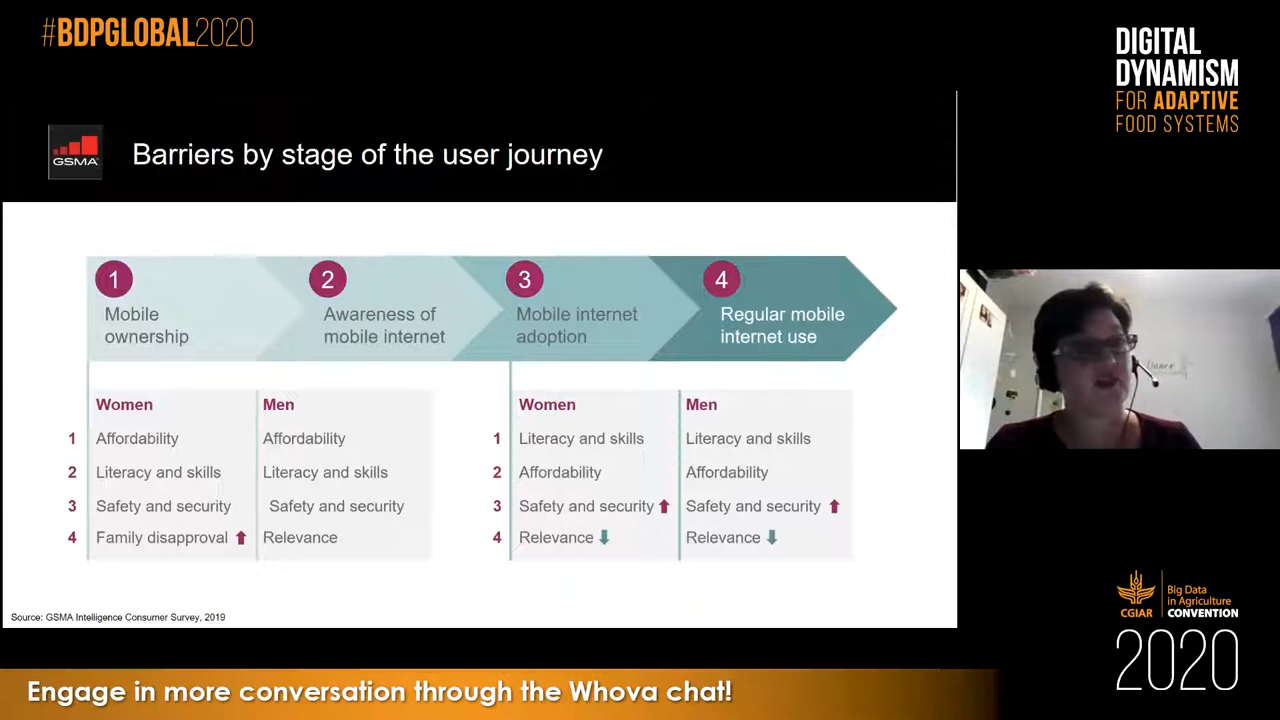 #BDPGLOBAL2020
DIGITAL
DYNAMISM
FOR ADAPTIVE
FOOD SYSTEMS
GSMA
Barriers by stage of the user journey
1
Mobile
ownership
2
Awareness of
mobile internet
3
Mobile internet
adoption
4
Regular mobile
internet use
Women Men
1 Affordability Affordability
2 Literacy and skills Literacy and skills
3 Safety and security Safety and security
4 Family disapproval Relevance
Women Men
1 Literacy and skills Literacy and skills
2 Affordability Affordability
3 Safety and security Safety and security
4 Relevance Relevance
Source: GSMA Intelligence Consumer Survey, 2019
Dance
CGIAR
Big Data
in Agriculture
CONVENTION
2020
Engage in more conversation through the Whova chat!